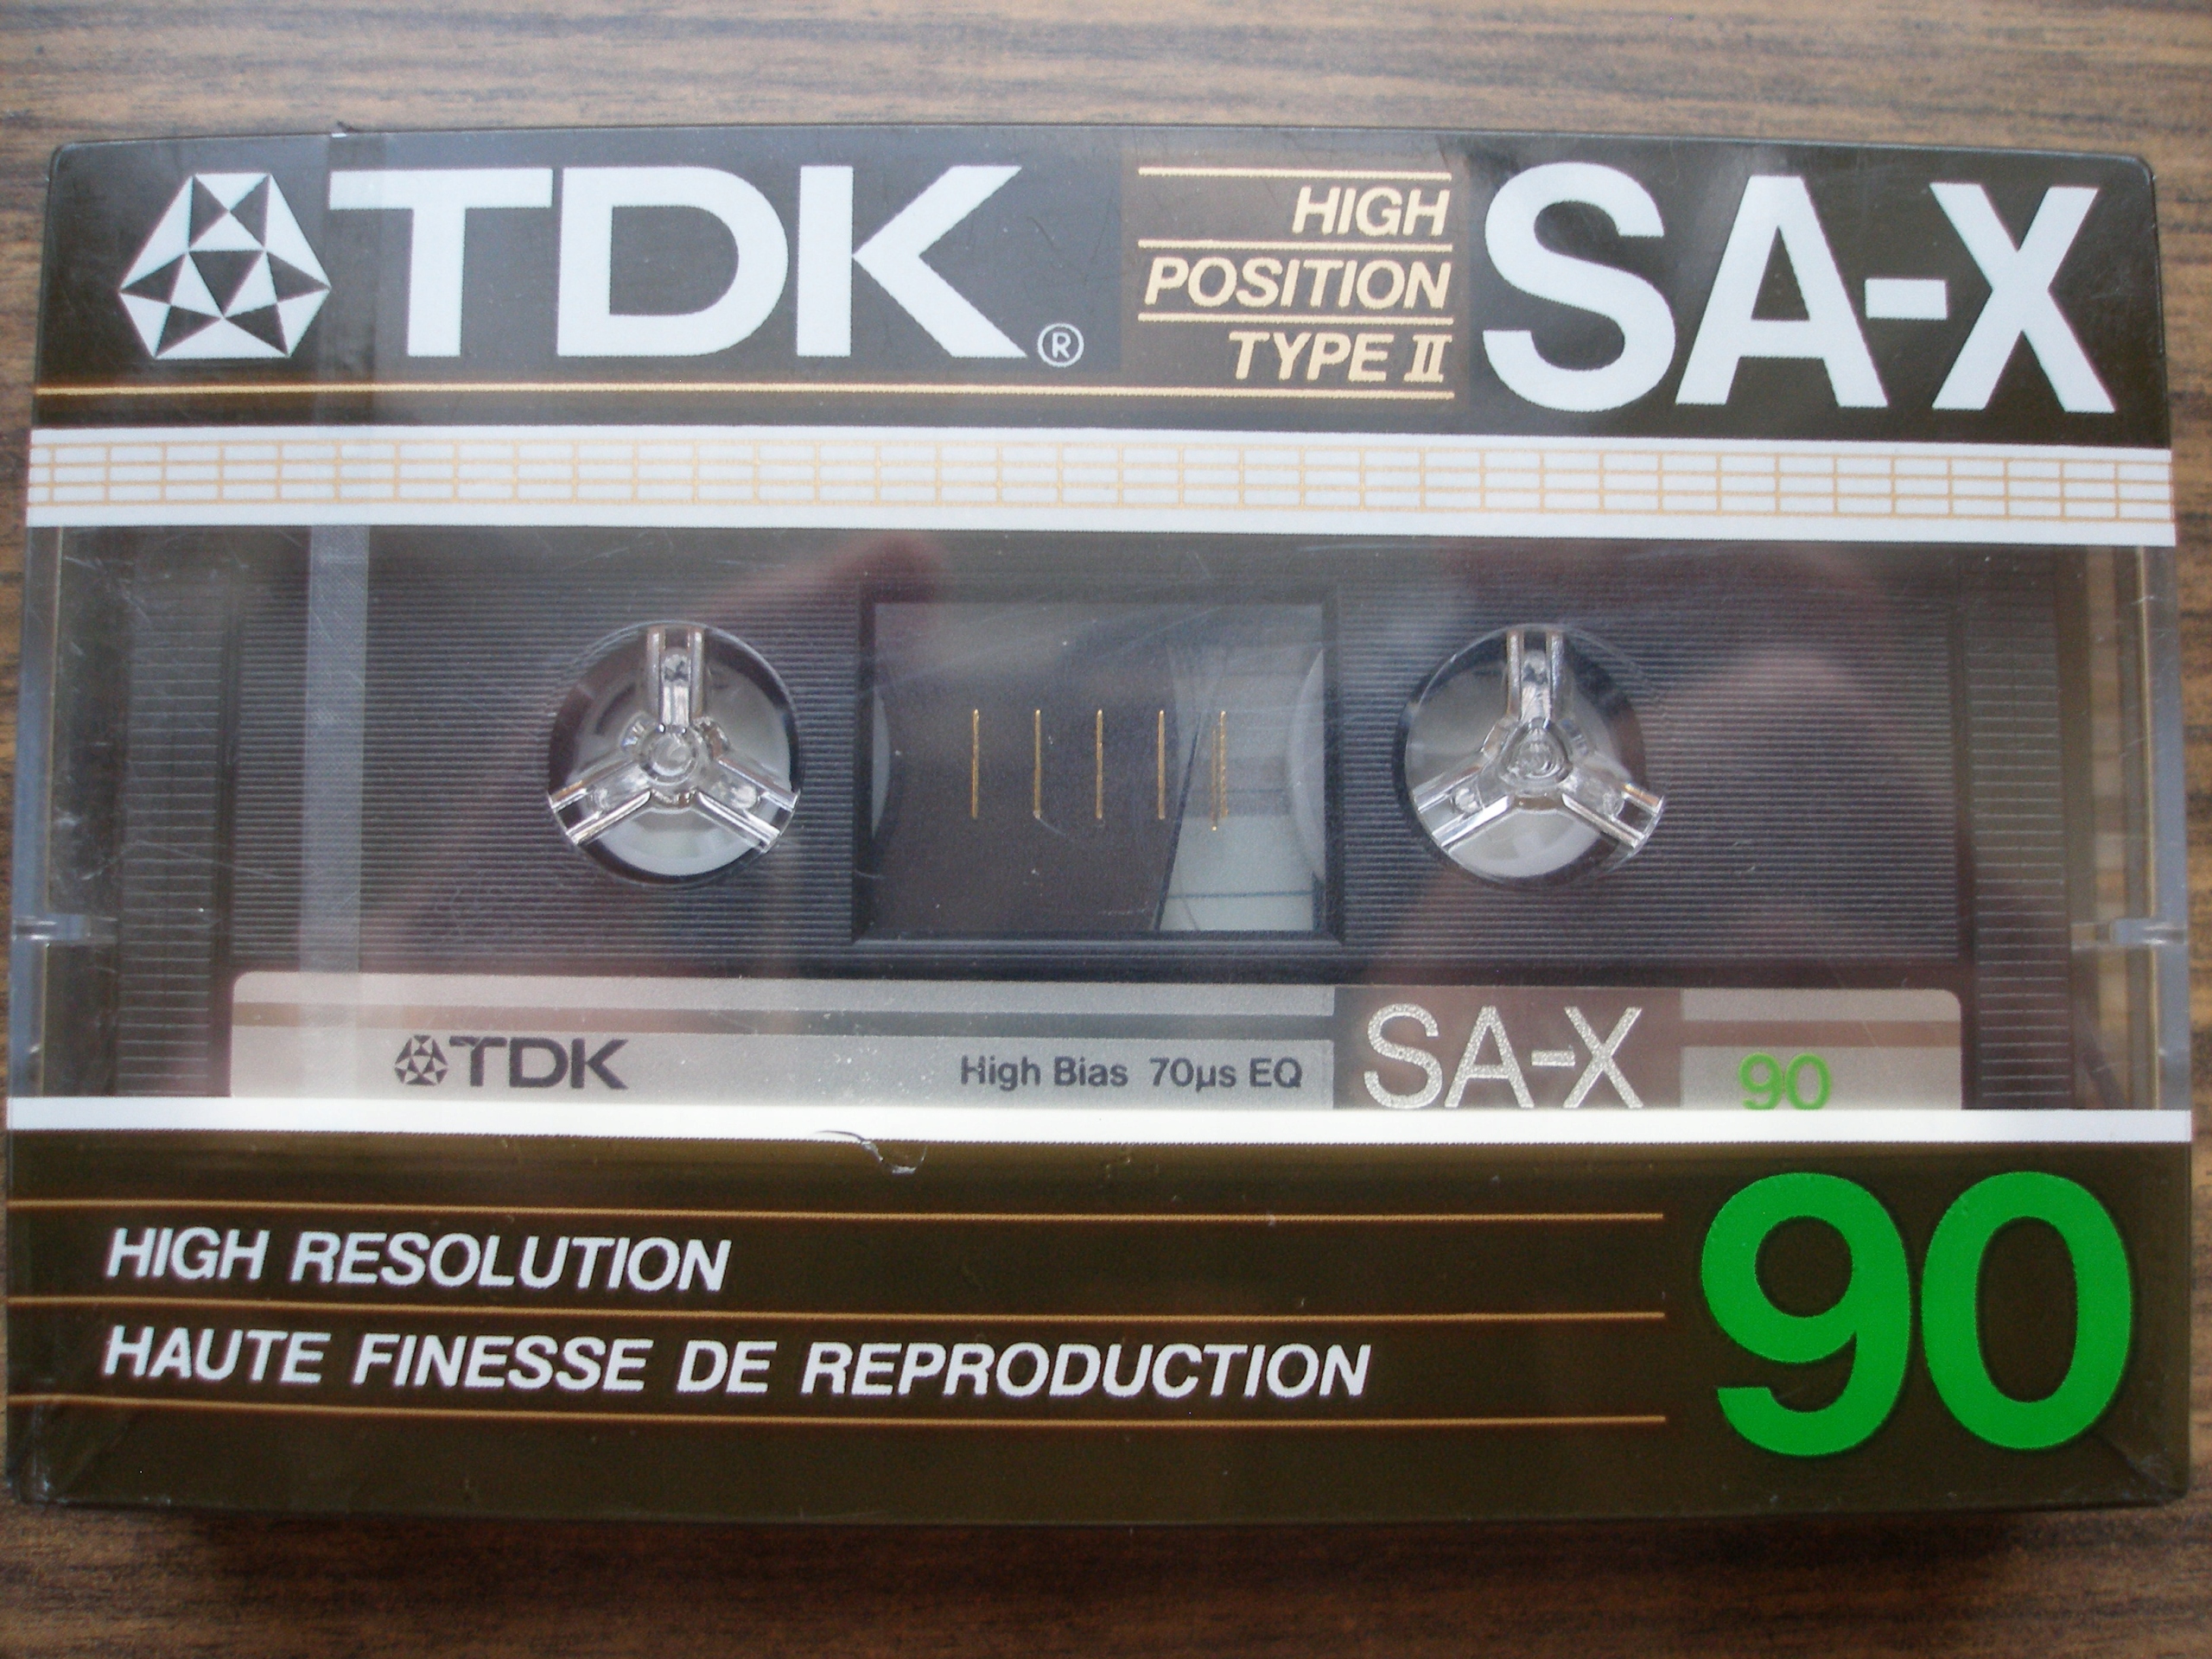 TDK®
HIGH
POSITION
TYPE II
SA-X
TDK
High Bias 70µs EQ
SA-X
90
HIGH RESOLUTION
HAUTE FINESSE DE REPRODUCTION
90